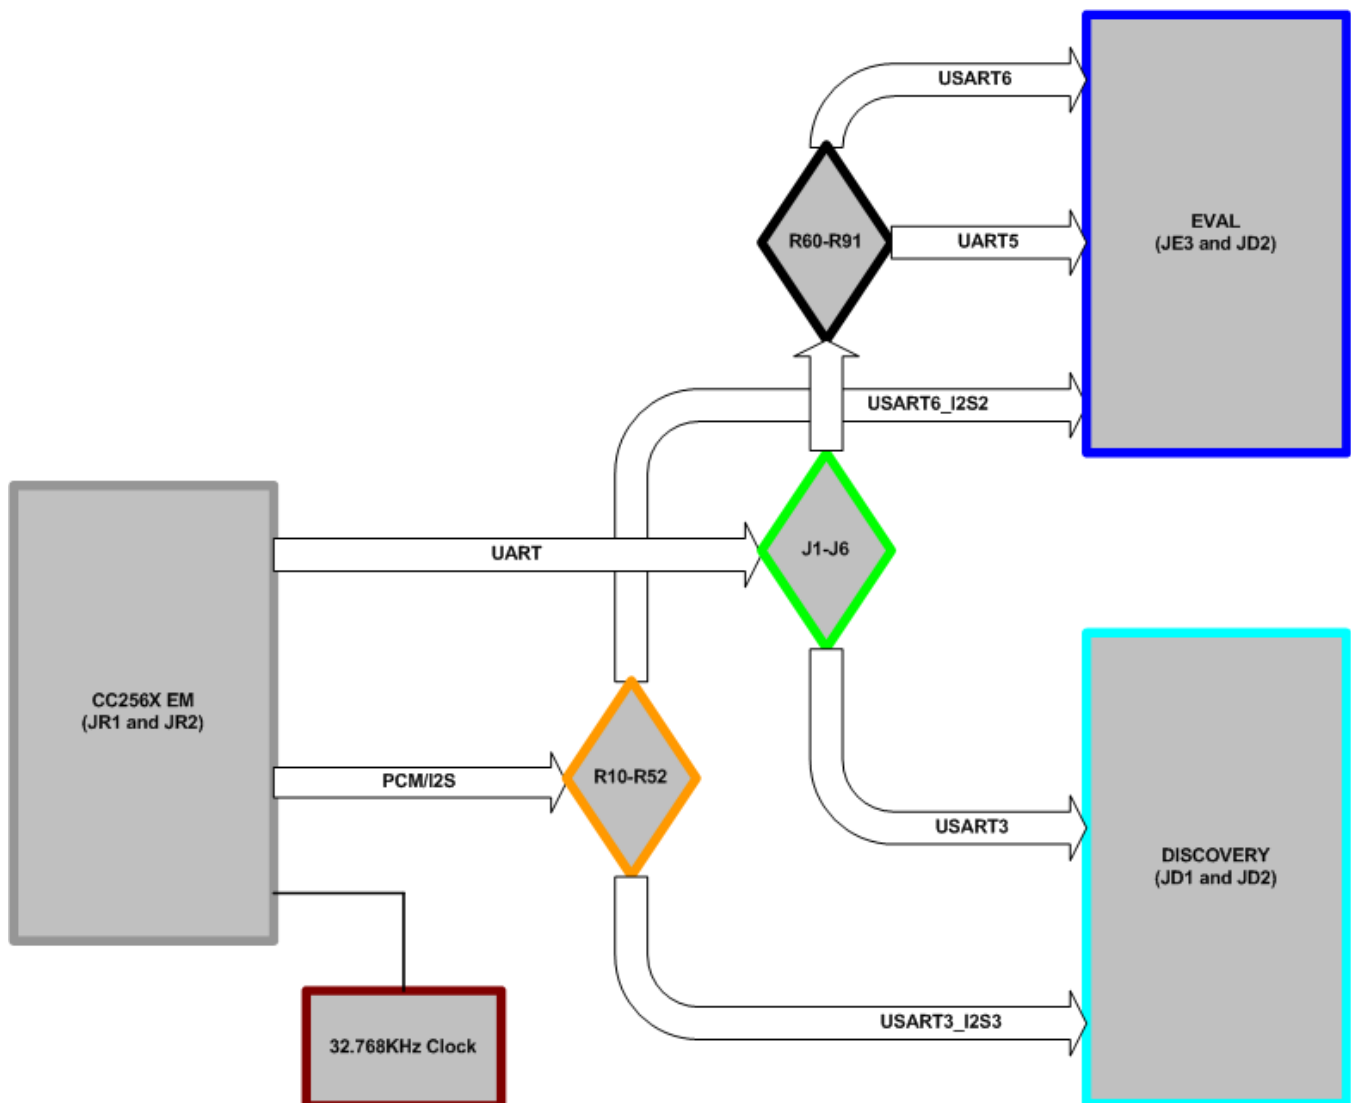 USART6
R60-R91
UART5
EVAL
(JE3 and JD2)
USART6_I2S2
UART
J1-J6
CC256X EM
(JR1 and JR2)
PCM/I2S
R10-R52
USART3
DISCOVERY
(JD1 and JD2)
USART3_I2S3
32.768KHz Clock